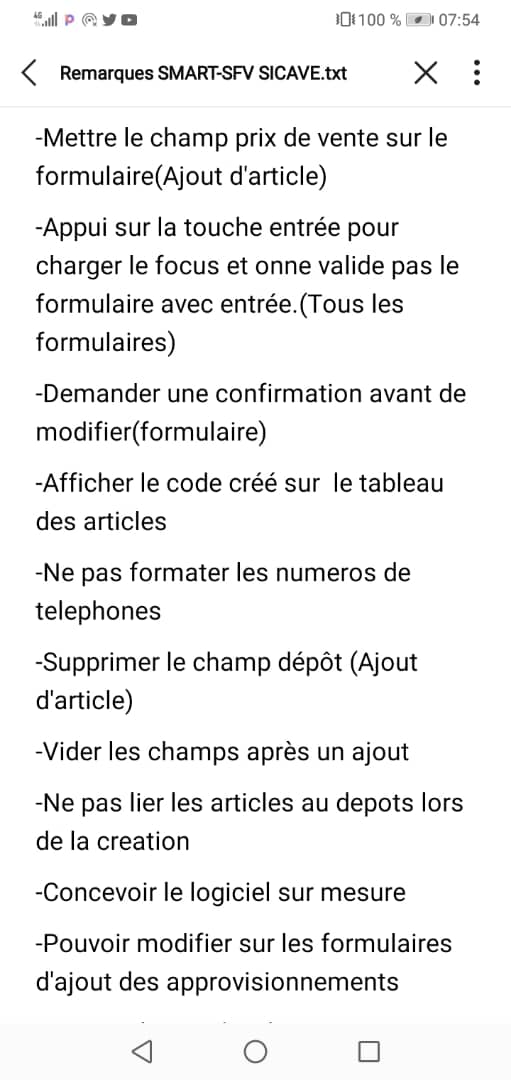 4G
100 %
07:54
Remarques SMART-SFV SICAVE.txt
-Mettre le champ prix de vente sur le
formulaire(Ajout d'article)
-Appui sur la touche entrée pour
charger le focus et onne valide pas le
formulaire avec entrée.(Tous les
formulaires)
-Demander une confirmation avant de
modifier(formulaire)
-Afficher le code créé sur  le tableau
des articles
-Ne pas formater les numeros de
telephones
-Supprimer le champ dépôt (Ajout
d'article)
-Vider les champs après un ajout
-Ne pas lier les articles au depots lors
de la creation
-Concevoir le logiciel sur mesure
-Pouvoir modifier sur les formulaires
d'ajout des approvisionnements